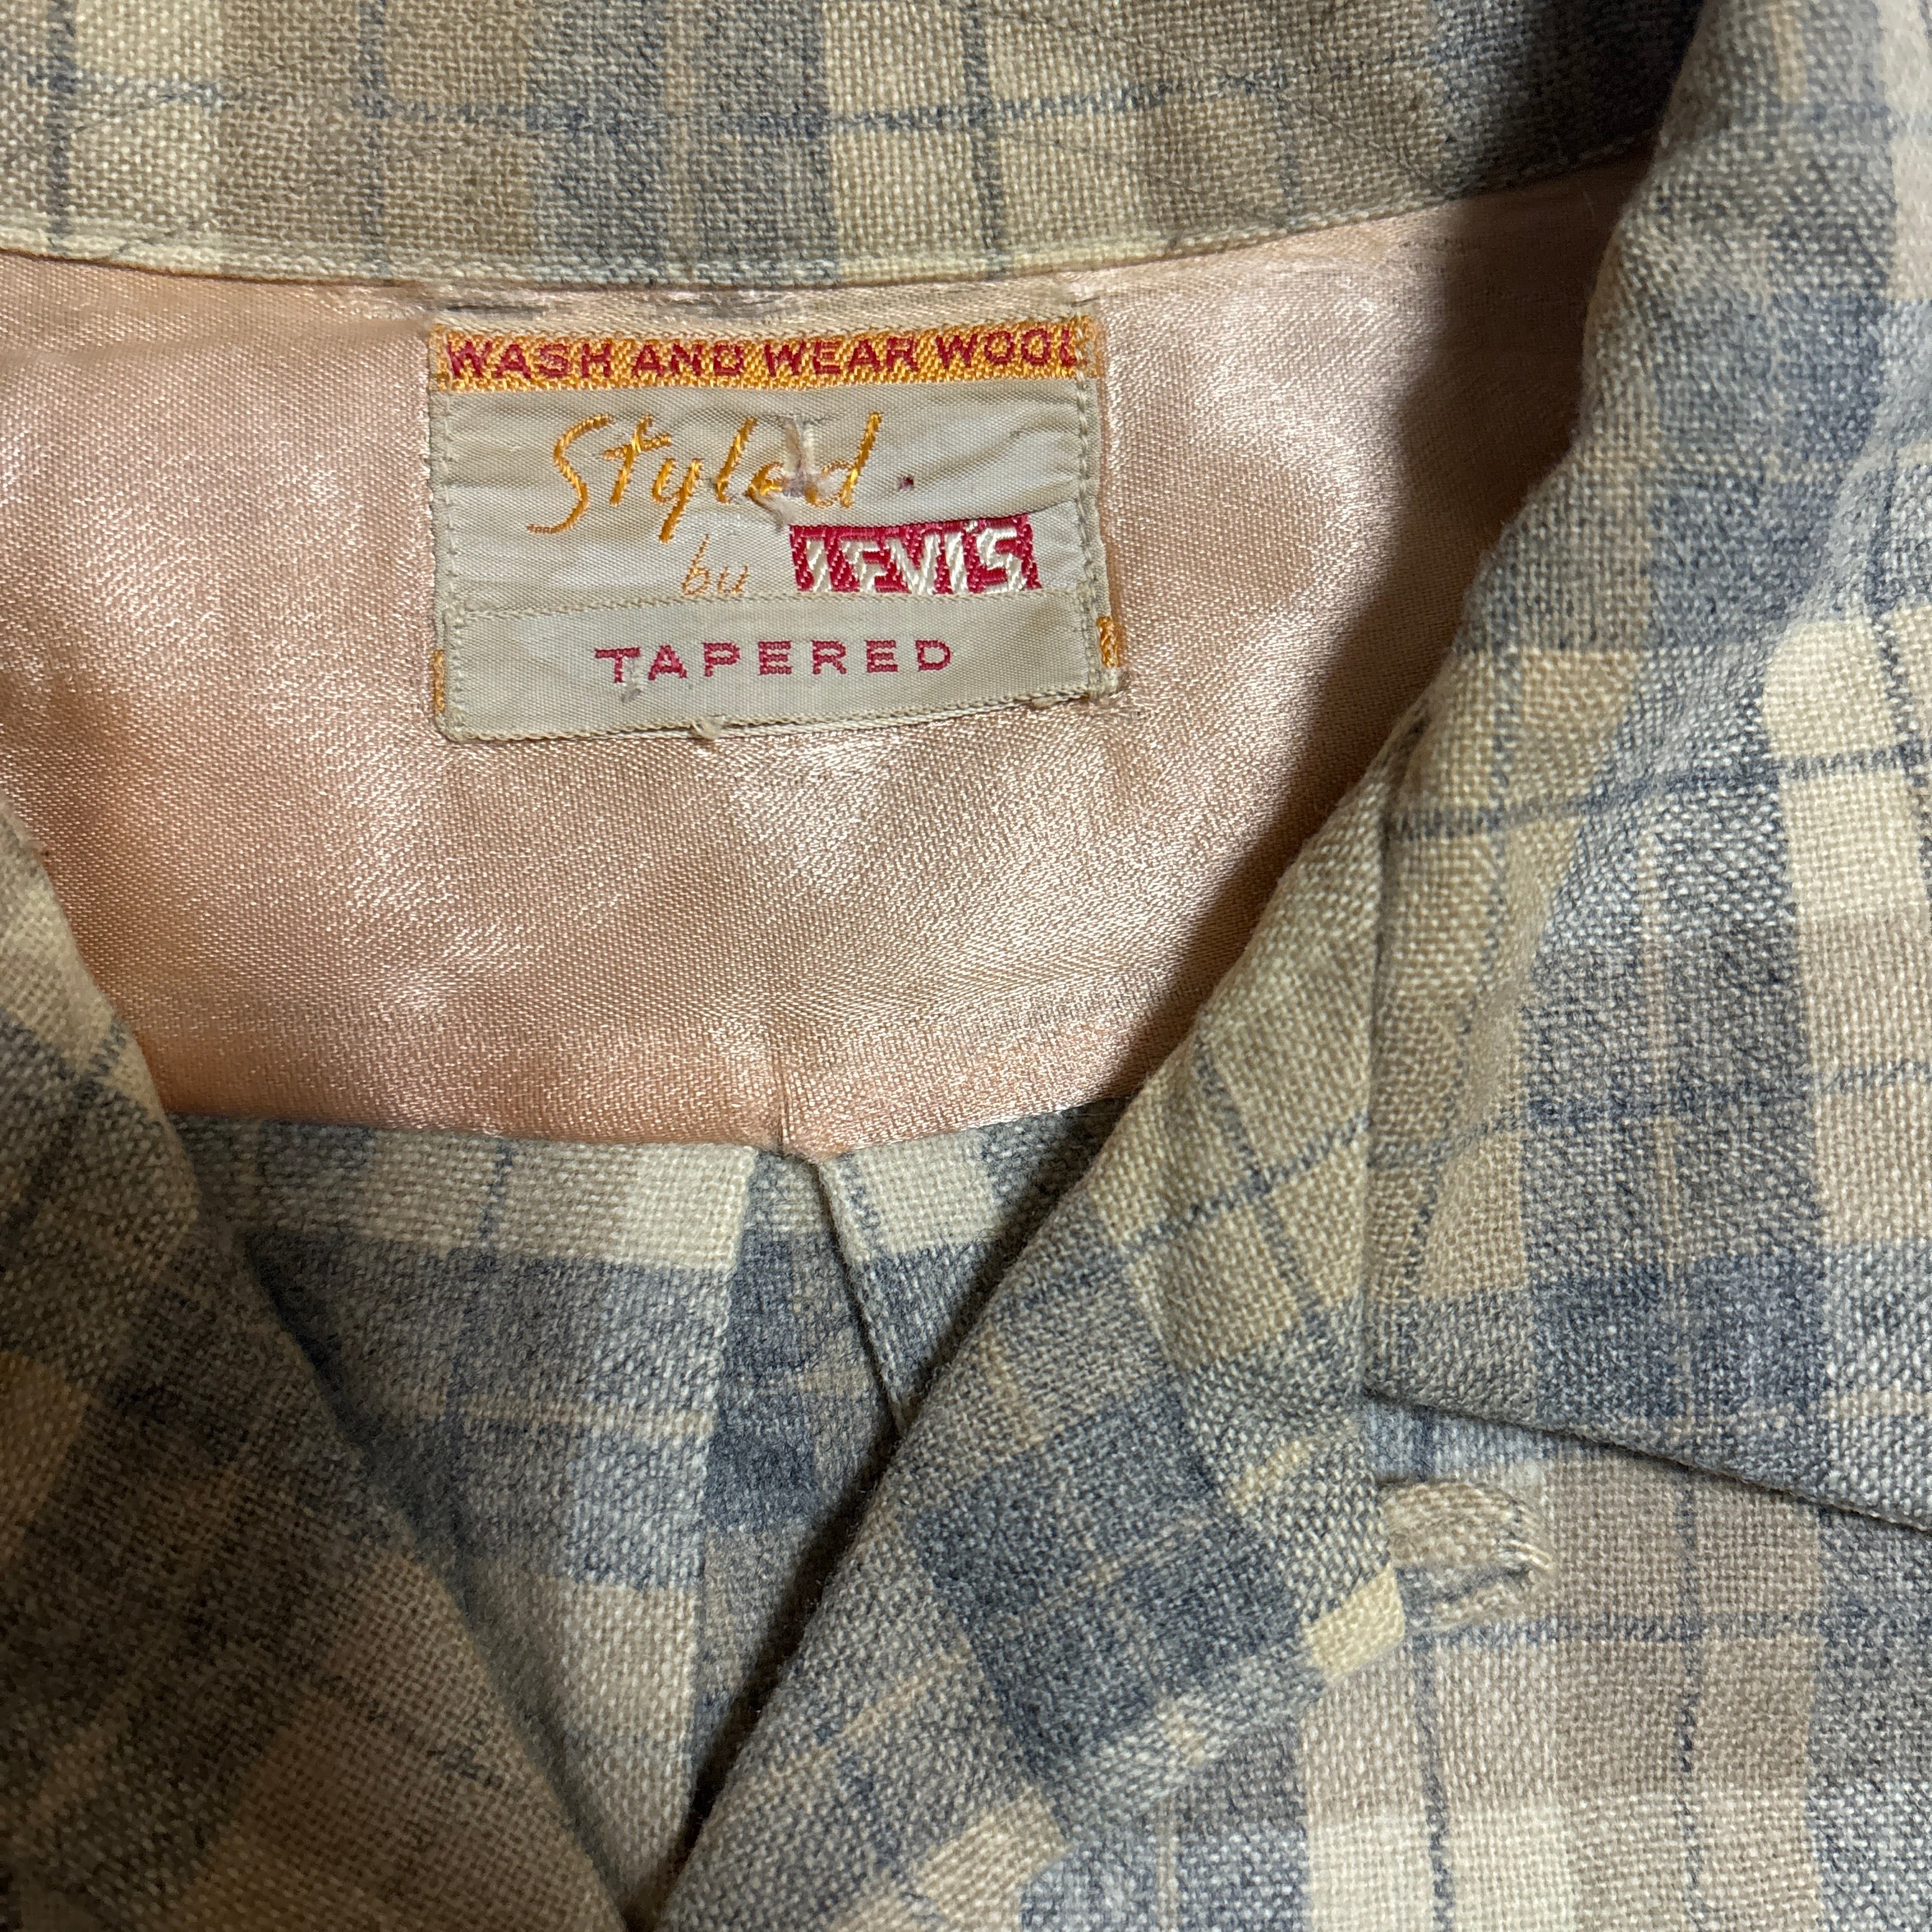 WASH AND WEAR WOOL
Styled
by LEVI'S
TAPERED